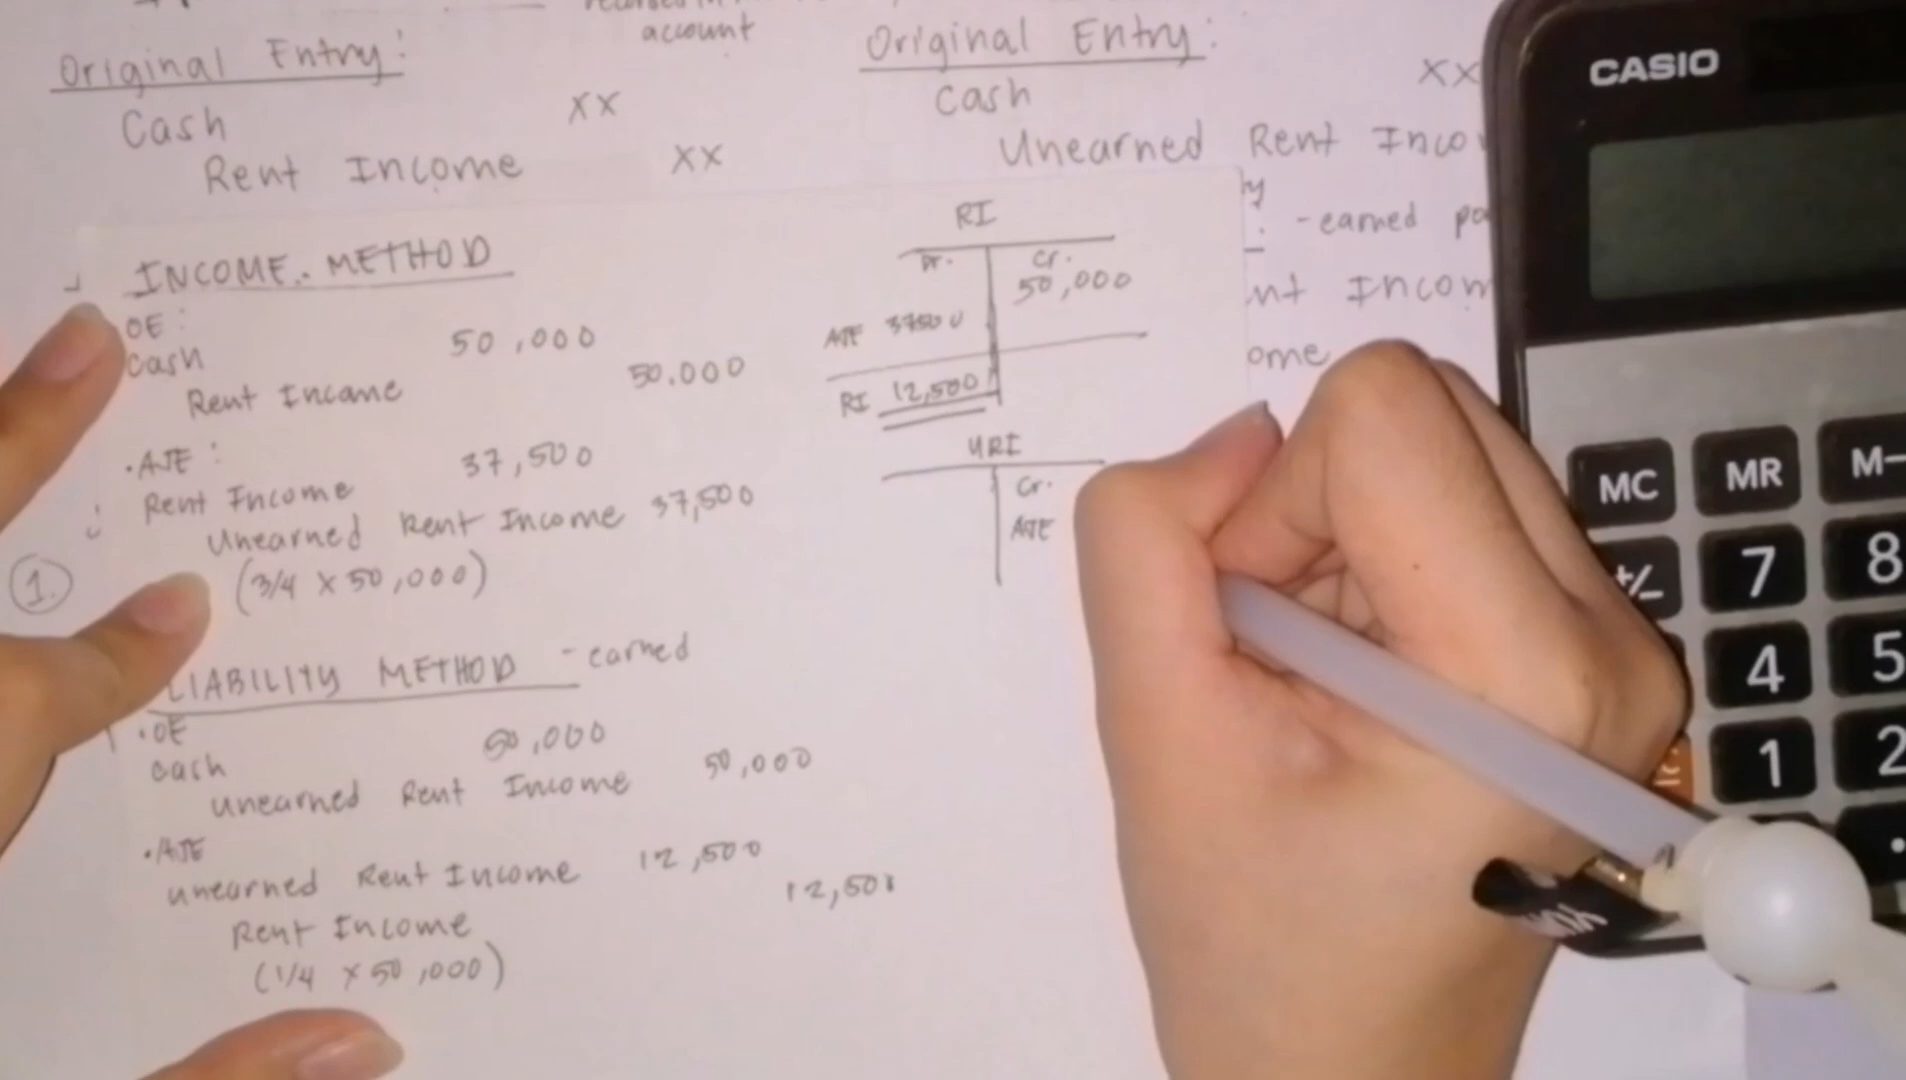 account
Original Entry:
Cash xx
Rent Income xx
Original Entry:
Cash xx
Unearned Rent Inco
- earned po
nt Incom
ome
INCOME METHOD
OE:
Cash 50,000
Rent Income 50.000
•AJE:
Rent Income 37,500
Unearned Rent Income 37,500
(3/4 x 50,000)
1.
LIABILITY METHOD - earned
•OE
Cash 50,000
unearned Rent Income 50,000
•AJE
unearned Rent Income 12,500
Rent Income 12,50
(1/4 x 50,000)
RI
Dr. Cr.
50,000
AJE 37500
RI 12,500
URI
Cr.
AJE
CASIO
MC MR M-
+/- 7 8
4 5
1 2